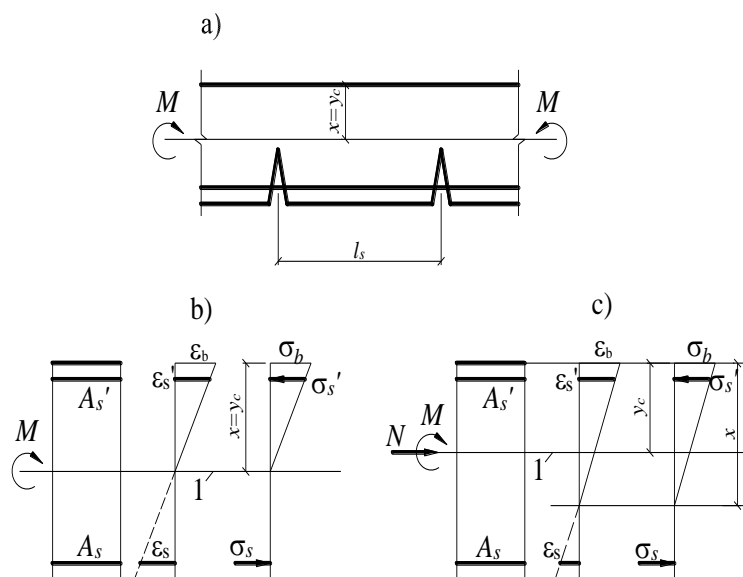 a)
M
x=y_c
M
l_s
b)
c)
ε_b
σ_b
ε_s'
σ_s'
A_s'
x=y_c
M
1
A_s
ε_s
σ_s
ε_b
σ_b
ε_s'
σ_s'
A_s'
y_c
x
M
N
1
A_s
ε_s
σ_s